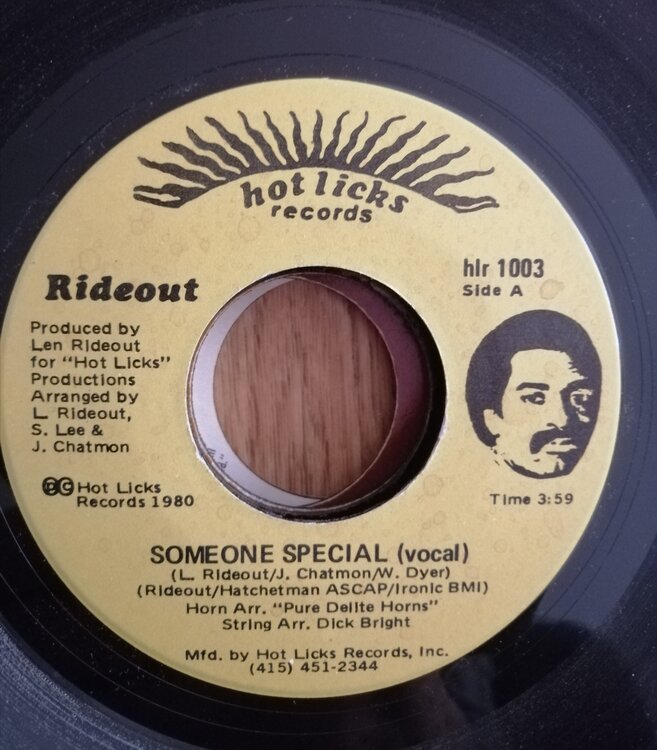 hot licks
records
Rideout
hlr 1003
Side A
Produced by
Len Rideout
for "Hot Licks"
Productions
Arranged by
L. Rideout,
S. Lee &
J. Chatmon
ⓅⒸ Hot Licks
Records 1980
Time 3:59
SOMEONE SPECIAL (vocal)
(L. Rideout/J. Chatmon/W. Dyer)
(Rideout/Hatchetman ASCAP/Ironic BMI)
Horn Arr. "Pure Delite Horns"
String Arr. Dick Bright
Mfd. by Hot Licks Records, Inc.
(415) 451-2344